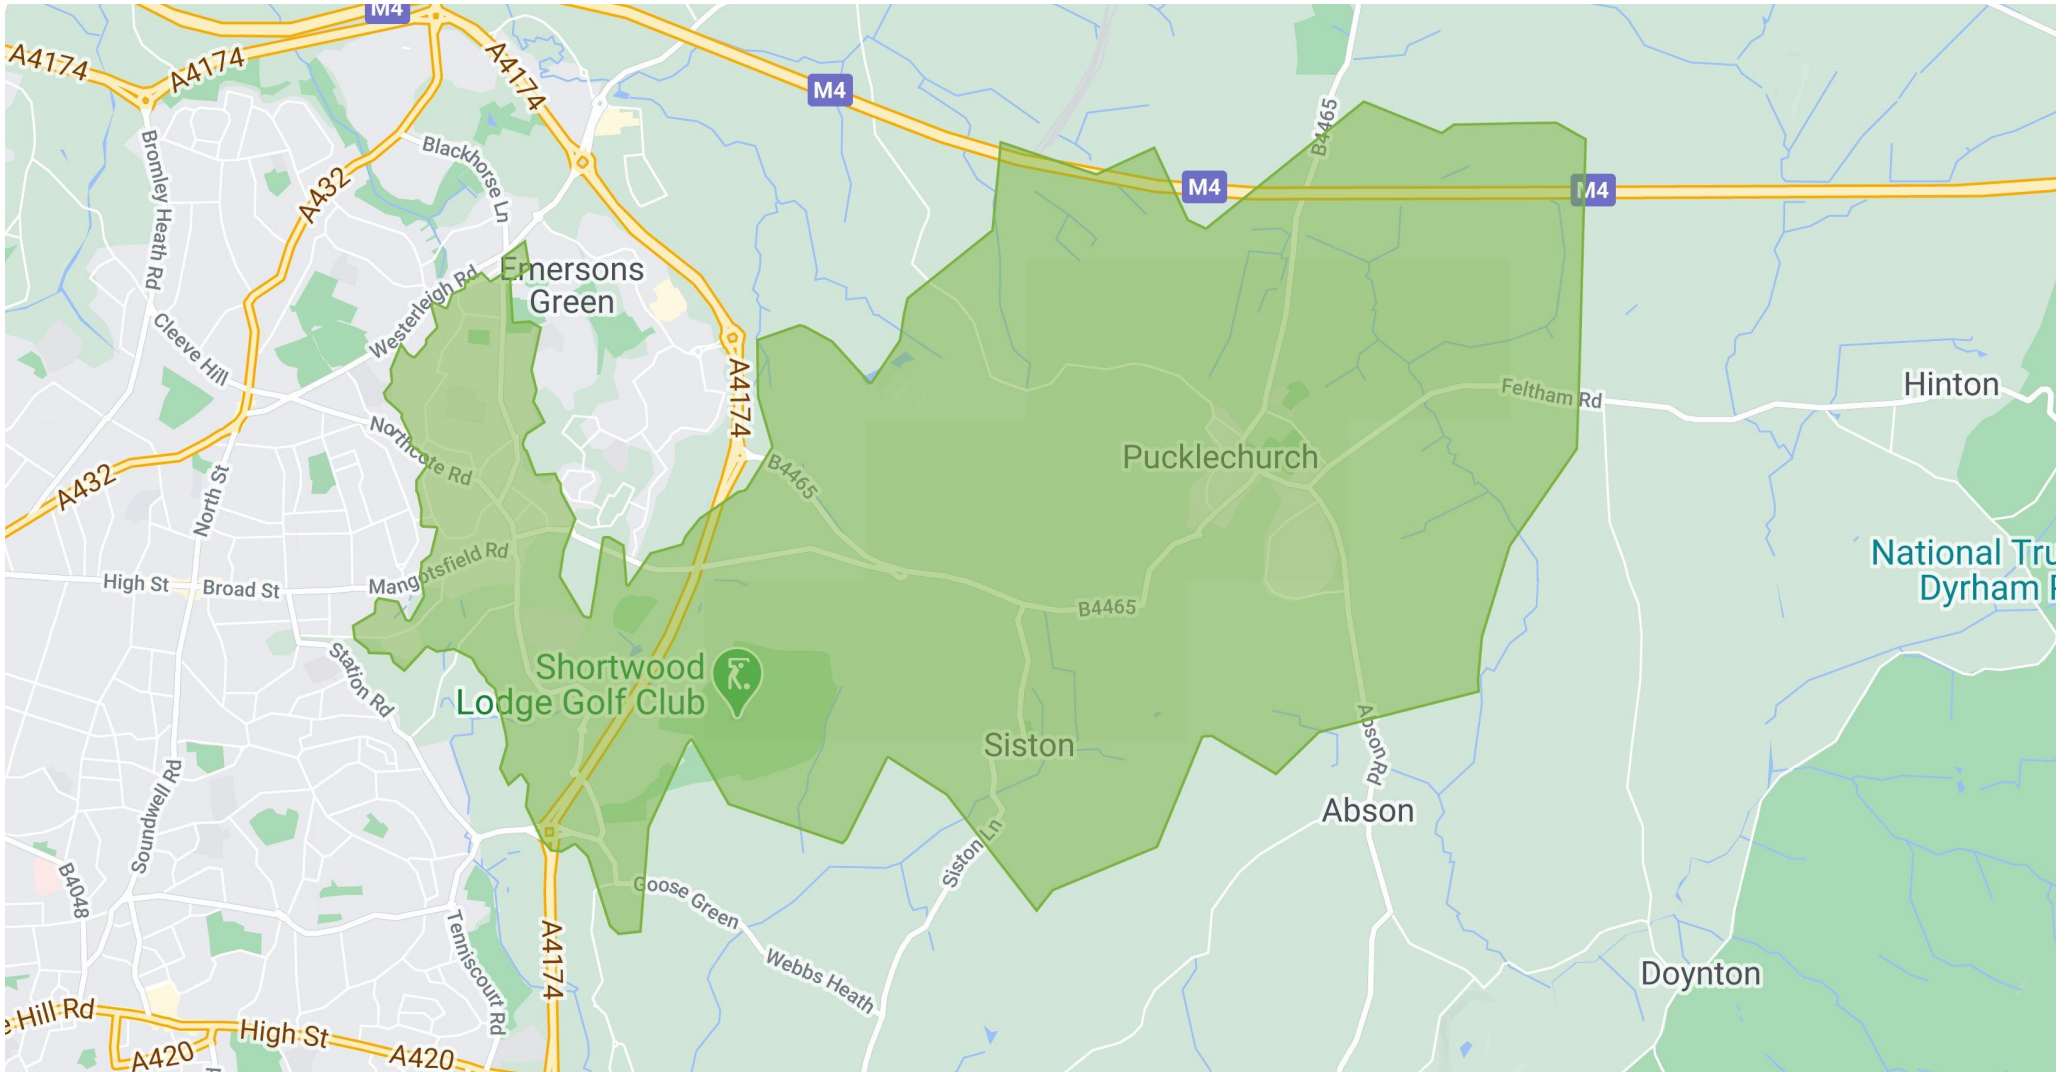 M4
A4174
A4174
A4174
M4
B4465
Blackhorse Ln
Bromley Heath Rd
A432
M4
M4
Emersons
Green
Westerleigh Rd
Cleeve Hill
A4174
Feltham Rd
Hinton
Northcote Rd
Pucklechurch
B4465
A432
North St
Mangotsfield Rd
High St
Broad St
B4465
National Tru
Dyrham P
Station Rd
Shortwood
Lodge Golf Club
Siston
Abson Rd
Soundwell Rd
Abson
Siston Ln
B4048
Goose Green
Tenniscourt Rd
A4174
Webbs Heath
Doynton
e Hill Rd
High St
A420
A420